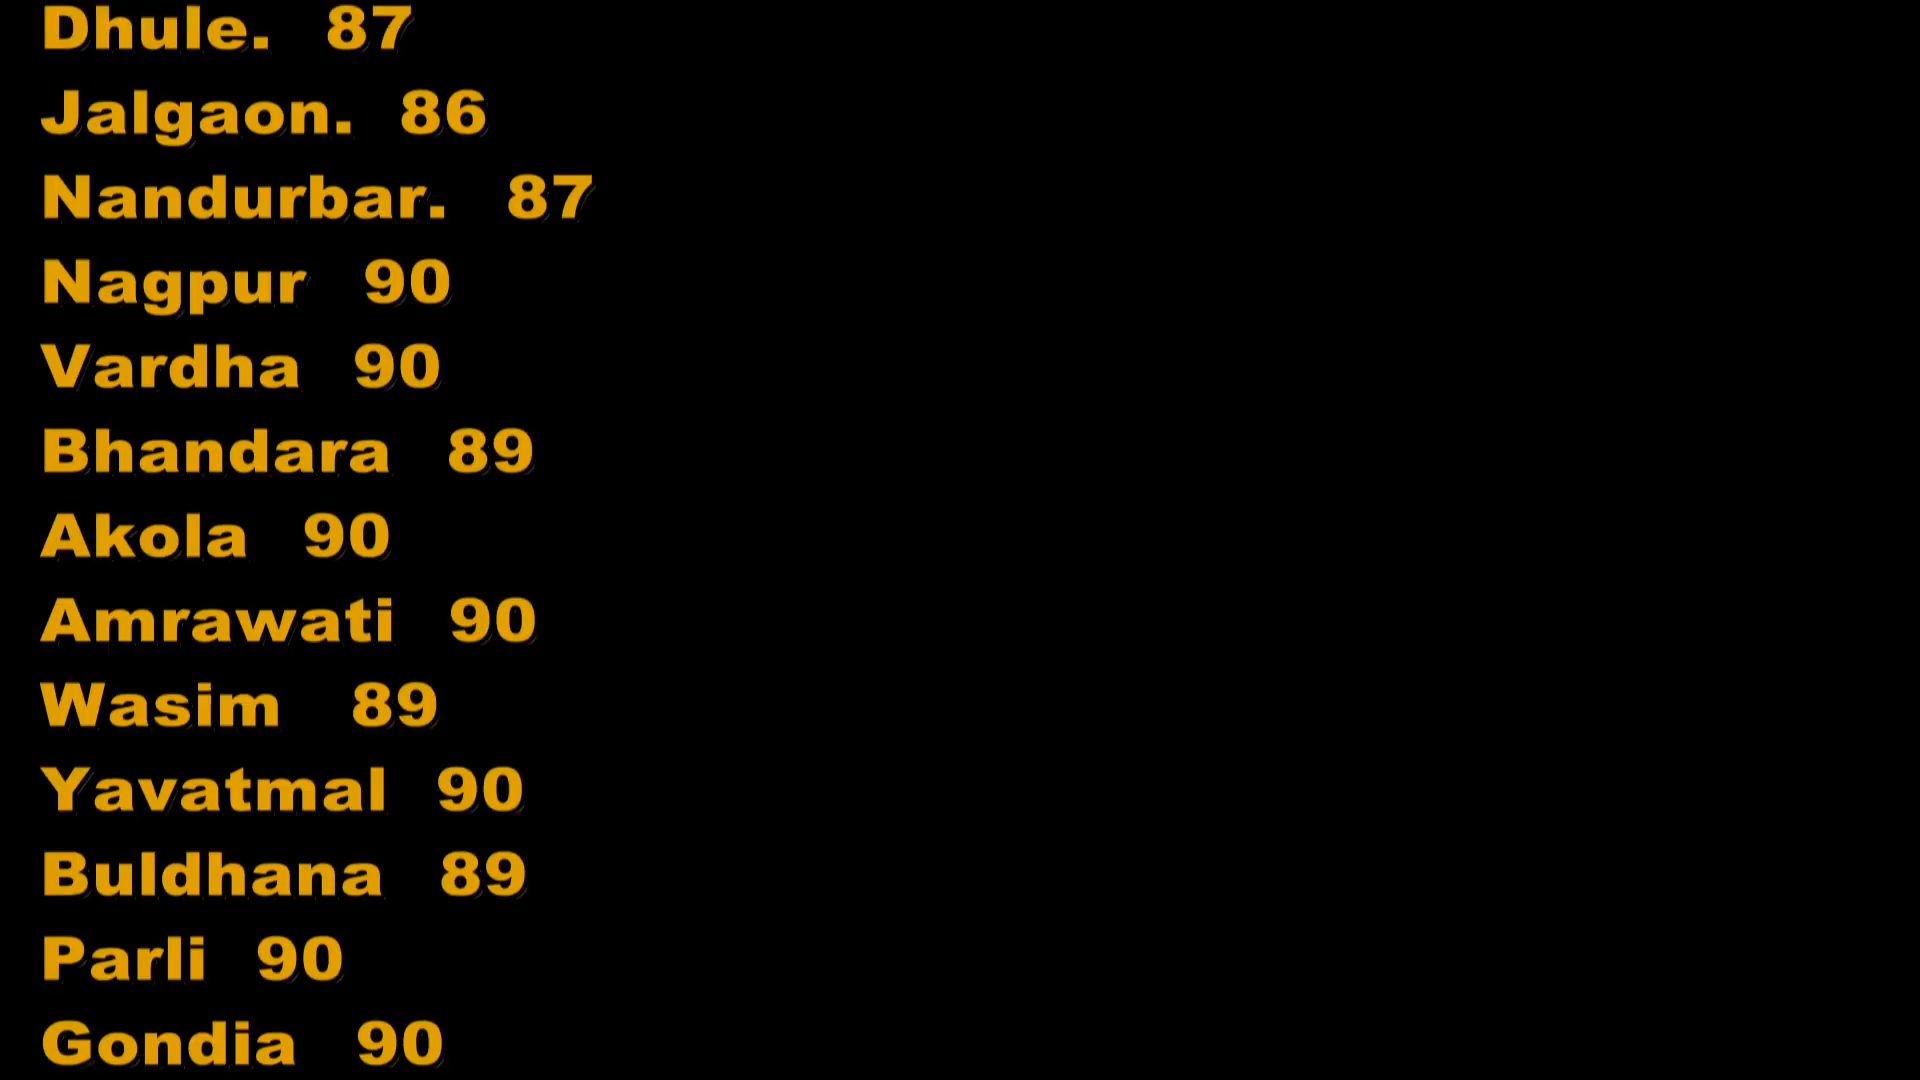 Dhule. 87
Jalgaon. 86
Nandurbar. 87
Nagpur 90
Vardha 90
Bhandara 89
Akola 90
Amrawati 90
Wasim 89
Yavatmal 90
Buldhana 89
Parli 90
Gondia 90